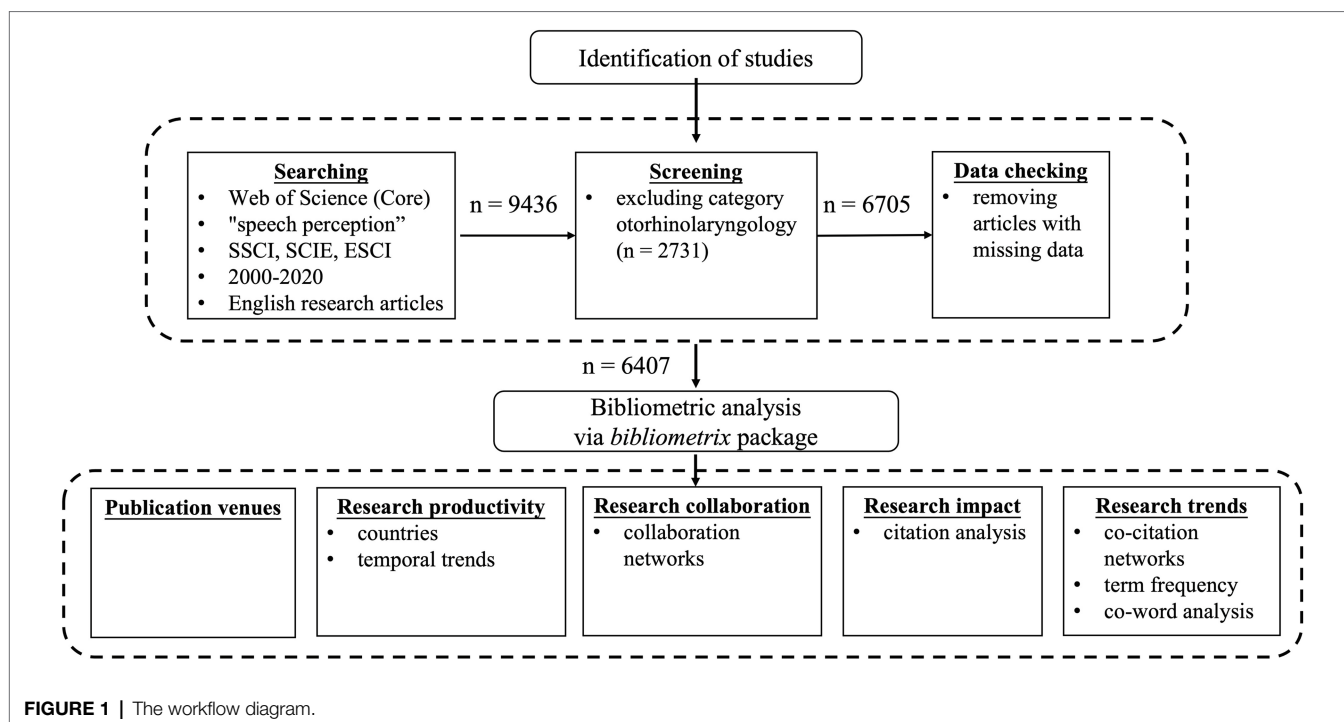 Identification of studies
Searching
• Web of Science (Core)
• "speech perception”
• SSCI, SCIE, ESCI
• 2000-2020
• English research articles
n = 9436
Screening
• excluding category
otorhinolaryngology
(n = 2731)
n = 6705
Data checking
• removing
articles with
missing data
n = 6407
Bibliometric analysis
via bibliometrix package
Publication venues
Research productivity
• countries
• temporal trends
Research collaboration
• collaboration
networks
Research impact
• citation analysis
Research trends
• co-citation
networks
• term frequency
• co-word analysis
FIGURE 1 | The workflow diagram.